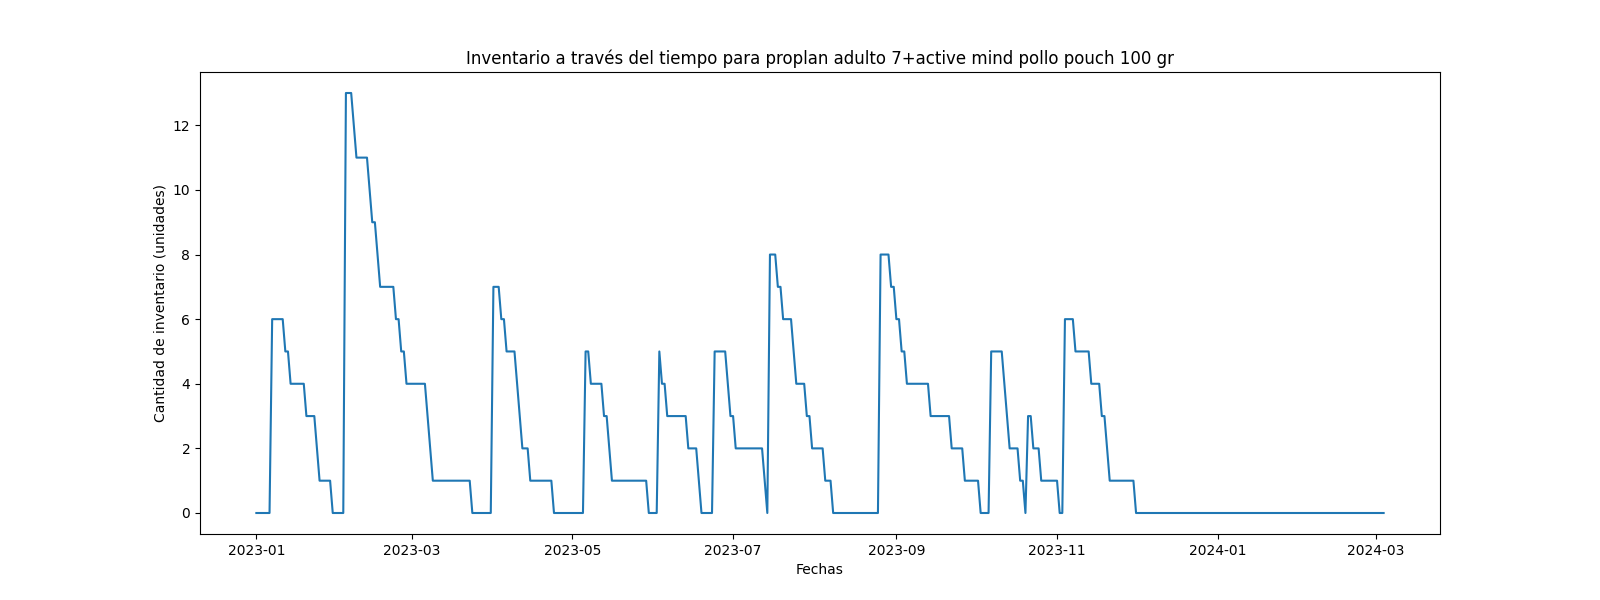 Inventario a través del tiempo para proplan adulto 7+active mind pollo pouch 100 gr
Cantidad de inventario (unidades)
12
10
8
6
4
2
0
2023-01 2023-03 2023-05 2023-07 2023-09 2023-11 2024-01 2024-03
Fechas